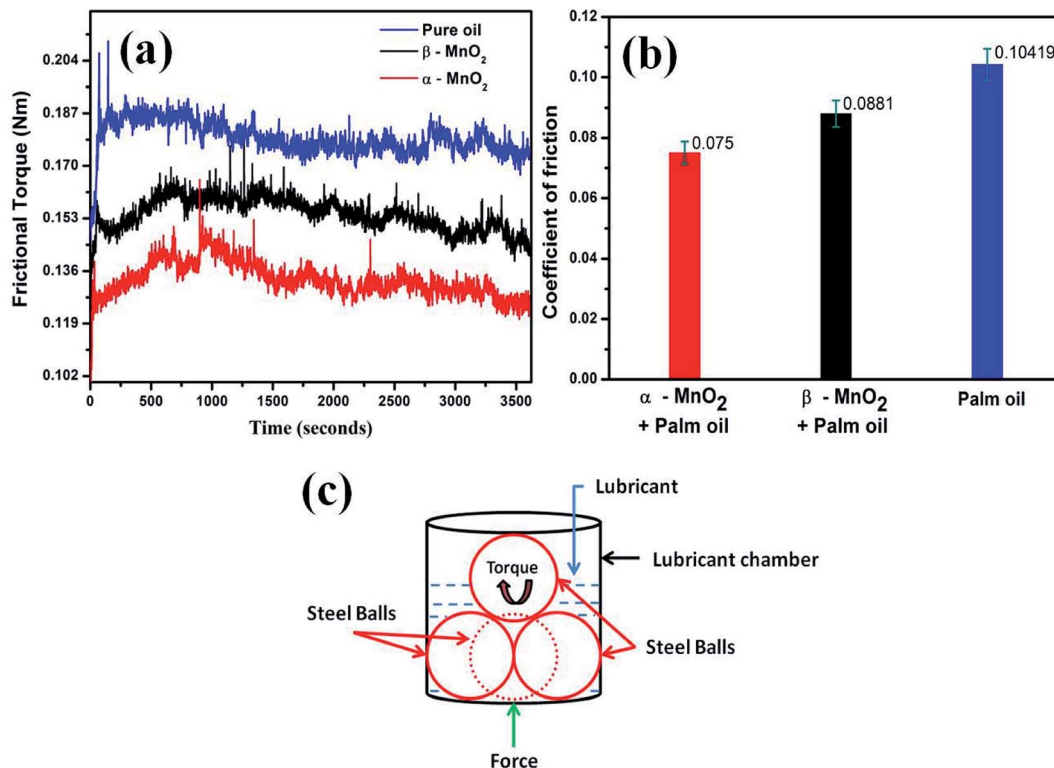 (a)
Pure oil
β - MnO₂
α - MnO₂
Frictional Torque (Nm)
0.204
0.187
0.170
0.153
0.136
0.119
0.102
0 500 1000 1500 2000 2500 3000 3500
Time (seconds)
(b)
Coefficient of friction
0.12
0.10
0.08
0.06
0.04
0.02
0.00
0.075
0.0881
0.10419
α - MnO₂
+ Palm oil
β - MnO₂
+ Palm oil
Palm oil
(c)
Lubricant
Lubricant chamber
Torque
Steel Balls
Steel Balls
Force